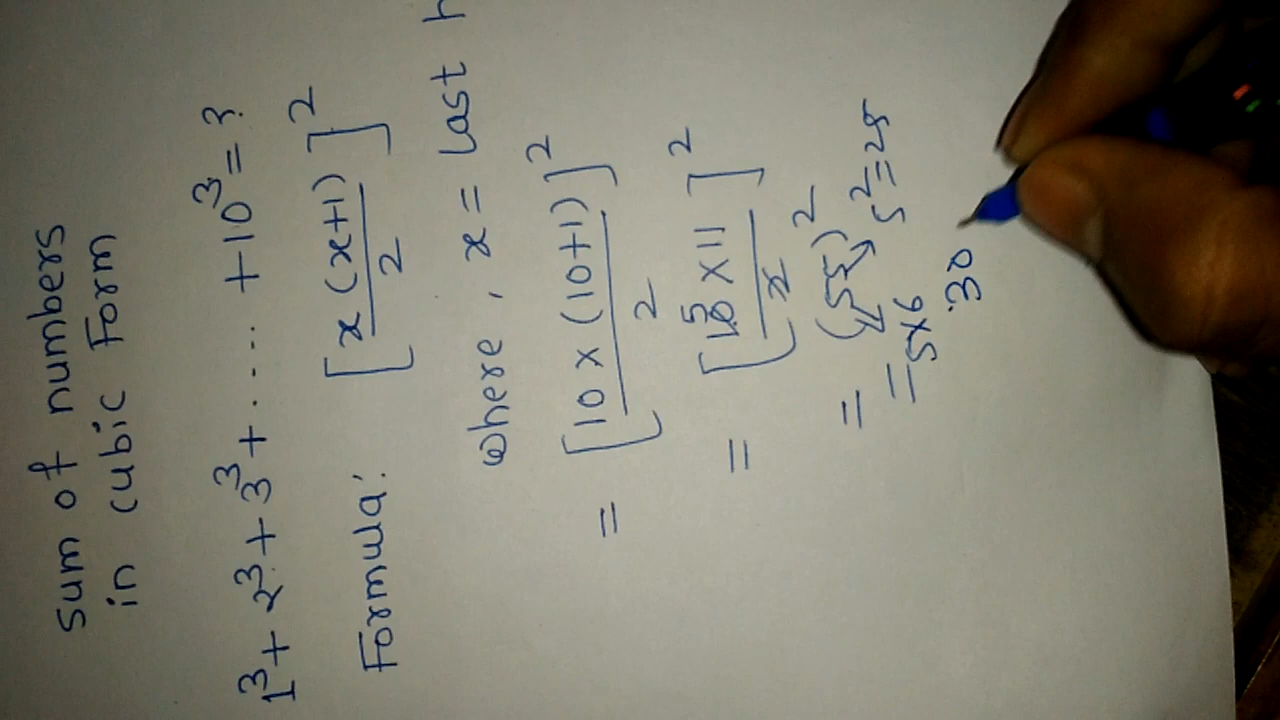 sum of numbers
in cubic Form
1³ + 2³ + 3³ + ..... + 10³ = ?
Formula: [x(x+1)/2]²
where, x = Last
= [10 x (10+1)/2]²
= [10 x 11/2]²
5
= (55)²
= 5x6 5² = 25
30